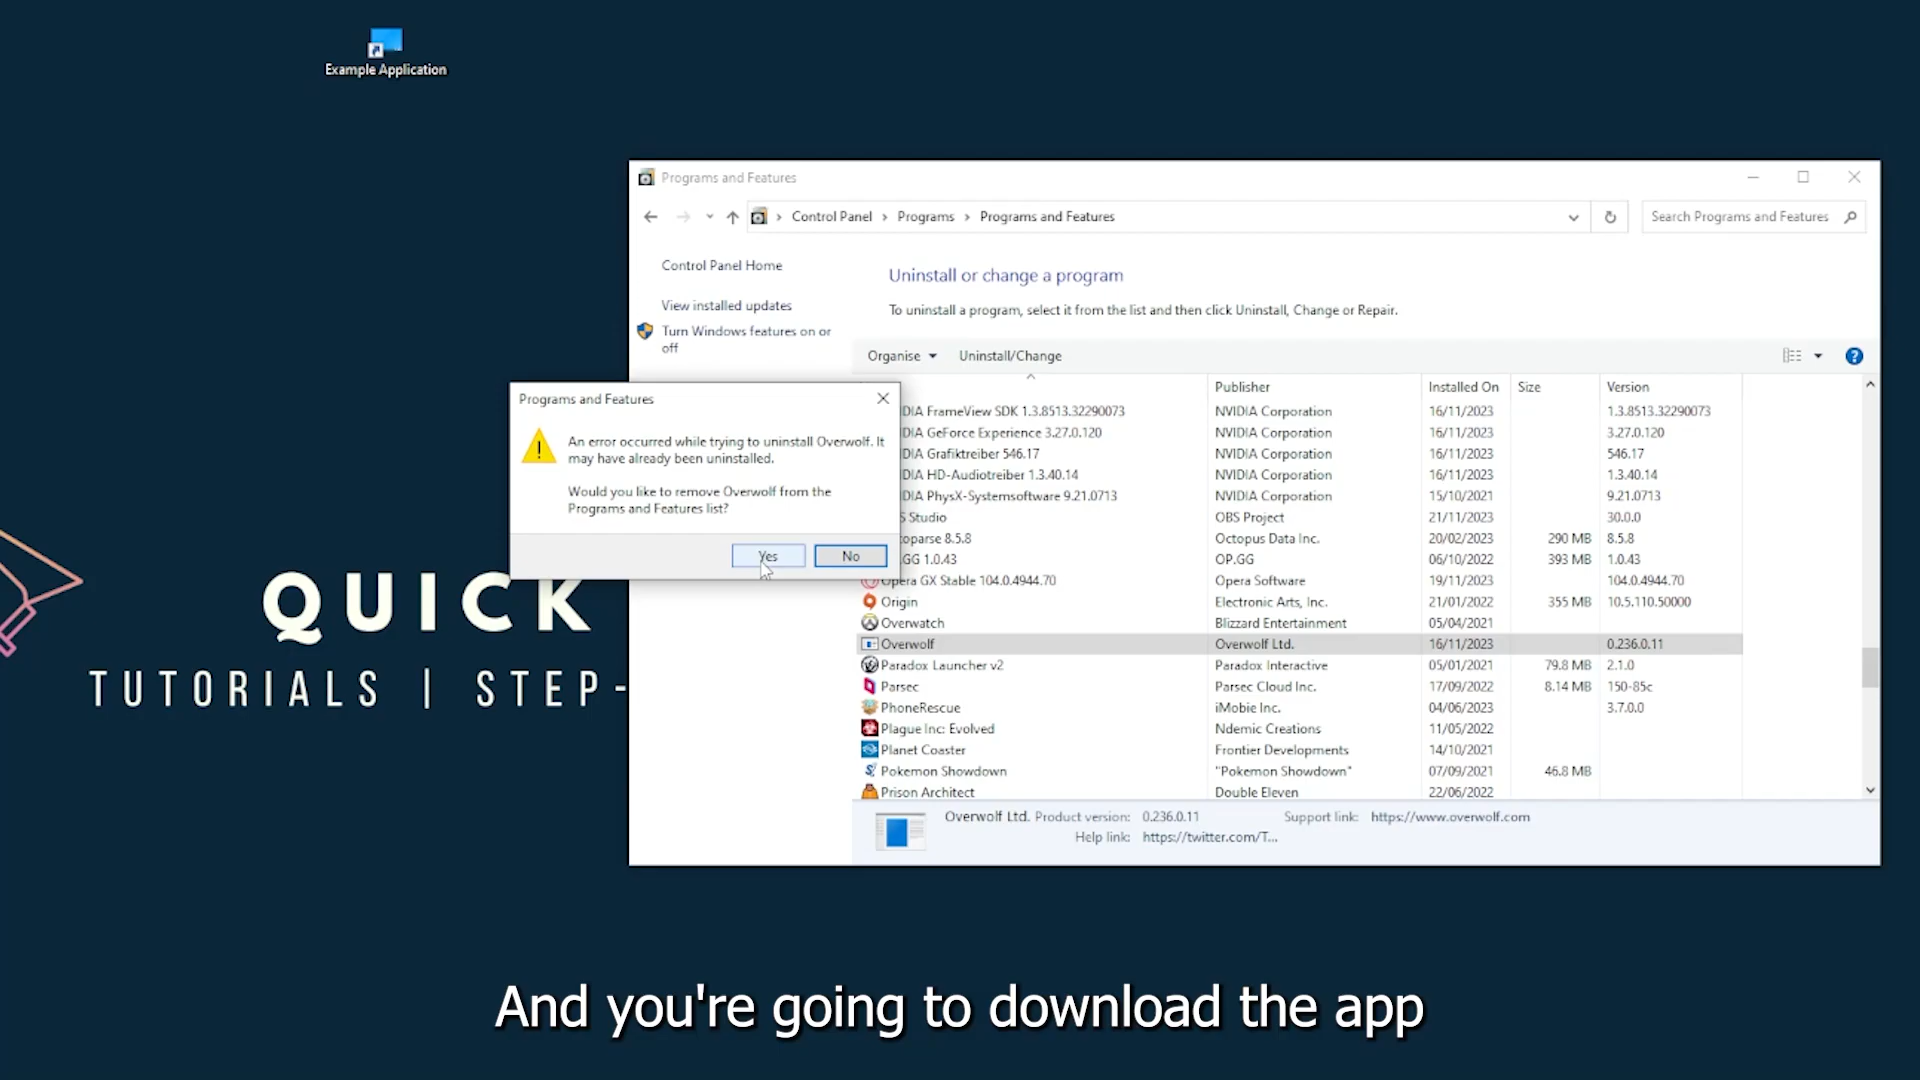 Example Application
Programs and Features
Control Panel > Programs > Programs and Features
Search Programs and Features
Control Panel Home
View installed updates
Turn Windows features on or
off
Uninstall or change a program
To uninstall a program, select it from the list and then click Uninstall, Change or Repair.
Organise Uninstall/Change
Publisher Installed On Size Version
DIA FrameView SDK 1.3.8513.32290073 NVIDIA Corporation 16/11/2023 1.3.8513.32290073
DIA GeForce Experience 3.27.0.120 NVIDIA Corporation 16/11/2023 3.27.0.120
DIA Grafiktreiber 546.17 NVIDIA Corporation 16/11/2023 546.17
DIA HD-Audiotreiber 1.3.40.14 NVIDIA Corporation 16/11/2023 1.3.40.14
DIA PhysX-Systemsoftware 9.21.0713 NVIDIA Corporation 15/10/2021 9.21.0713
S Studio OBS Project 21/11/2023 30.0.0
oparse 8.5.8 Octopus Data Inc. 20/02/2023 290 MB 8.5.8
.GG 1.0.43 OP.GG 06/10/2022 393 MB 1.0.43
Opera GX Stable 104.0.4944.70 Opera Software 19/11/2023 104.0.4944.70
Origin Electronic Arts, Inc. 21/01/2022 355 MB 10.5.110.50000
Overwatch Blizzard Entertainment 05/04/2021
Overwolf Overwolf Ltd. 16/11/2023 0.236.0.11
Paradox Launcher v2 Paradox Interactive 05/01/2021 79.8 MB 2.1.0
Parsec Parsec Cloud Inc. 17/09/2022 8.14 MB 150-85c
PhoneRescue iMobie Inc. 04/06/2023 3.7.0.0
Plague Inc: Evolved Ndemic Creations 11/05/2022
Planet Coaster Frontier Developments 14/10/2021
Pokemon Showdown "Pokemon Showdown" 07/09/2021 46.8 MB
Prison Architect Double Eleven 22/06/2022
Overwolf Ltd. Product version: 0.236.0.11 Support link: https://www.overwolf.com
Help link: https://twitter.com/T...
Programs and Features
An error occurred while trying to uninstall Overwolf. It
may have already been uninstalled.
Would you like to remove Overwolf from the
Programs and Features list?
Yes No
QUICK
TUTORIALS | STEP-
And you're going to download the app